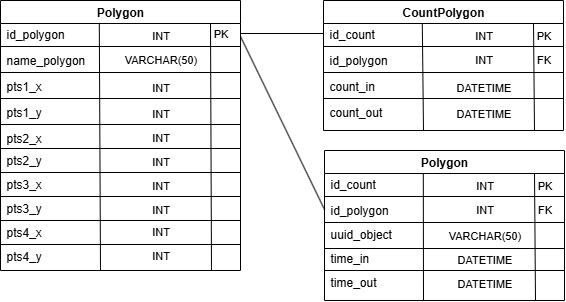 Polygon
id_polygon INT PK
name_polygon VARCHAR(50)
pts1_x INT
pts1_y INT
pts2_x INT
pts2_y INT
pts3_x INT
pts3_y INT
pts4_x INT
pts4_y INT
CountPolygon
id_count INT PK
id_polygon INT FK
count_in DATETIME
count_out DATETIME
Polygon
id_count INT PK
id_polygon INT FK
uuid_object VARCHAR(50)
time_in DATETIME
time_out DATETIME